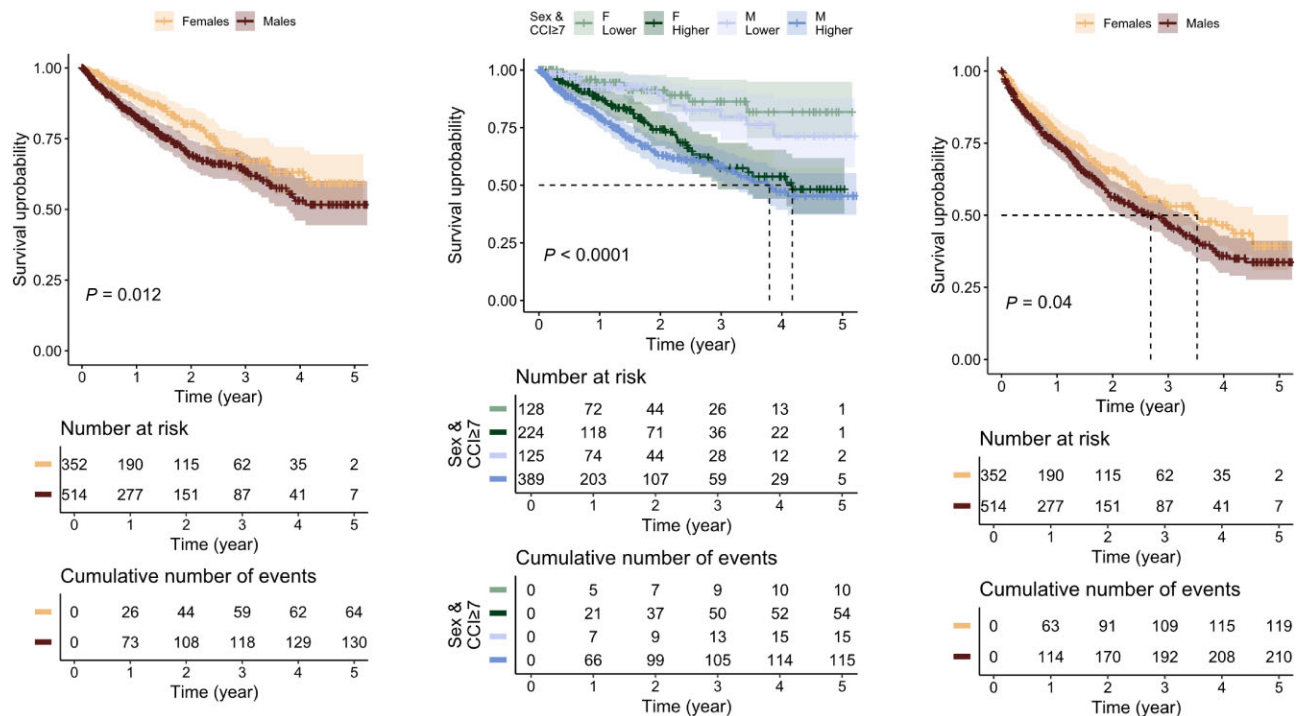 Females Males
1.00
0.75
0.50
0.25
0.00
Survival uprobability
P = 0.012
0 1 2 3 4 5
Time (year)
Number at risk
352 190 115 62 35 2
514 277 151 87 41 7
0 1 2 3 4 5
Time (year)
Cumulative number of events
0 26 44 59 62 64
0 73 108 118 129 130
0 1 2 3 4 5
Time (year)
Sex & CCI≥7
F Lower
F Higher
M Lower
M Higher
1.00
0.75
0.50
0.25
0.00
Survival uprobability
P < 0.0001
0 1 2 3 4 5
Time (year)
Number at risk
Sex & CCI≥7
128 72 44 26 13 1
224 118 71 36 22 1
125 74 44 28 12 2
389 203 107 59 29 5
0 1 2 3 4 5
Time (year)
Cumulative number of events
Sex & CCI≥7
0 5 7 9 10 10
0 21 37 50 52 54
0 7 9 13 15 15
0 66 99 105 114 115
0 1 2 3 4 5
Time (year)
Females Males
1.00
0.75
0.50
0.25
0.00
Survival uprobability
P = 0.04
0 1 2 3 4 5
Time (year)
Number at risk
352 190 115 62 35 2
514 277 151 87 41 7
0 1 2 3 4 5
Time (year)
Cumulative number of events
0 63 91 109 115 119
0 114 170 192 208 210
0 1 2 3 4 5
Time (year)